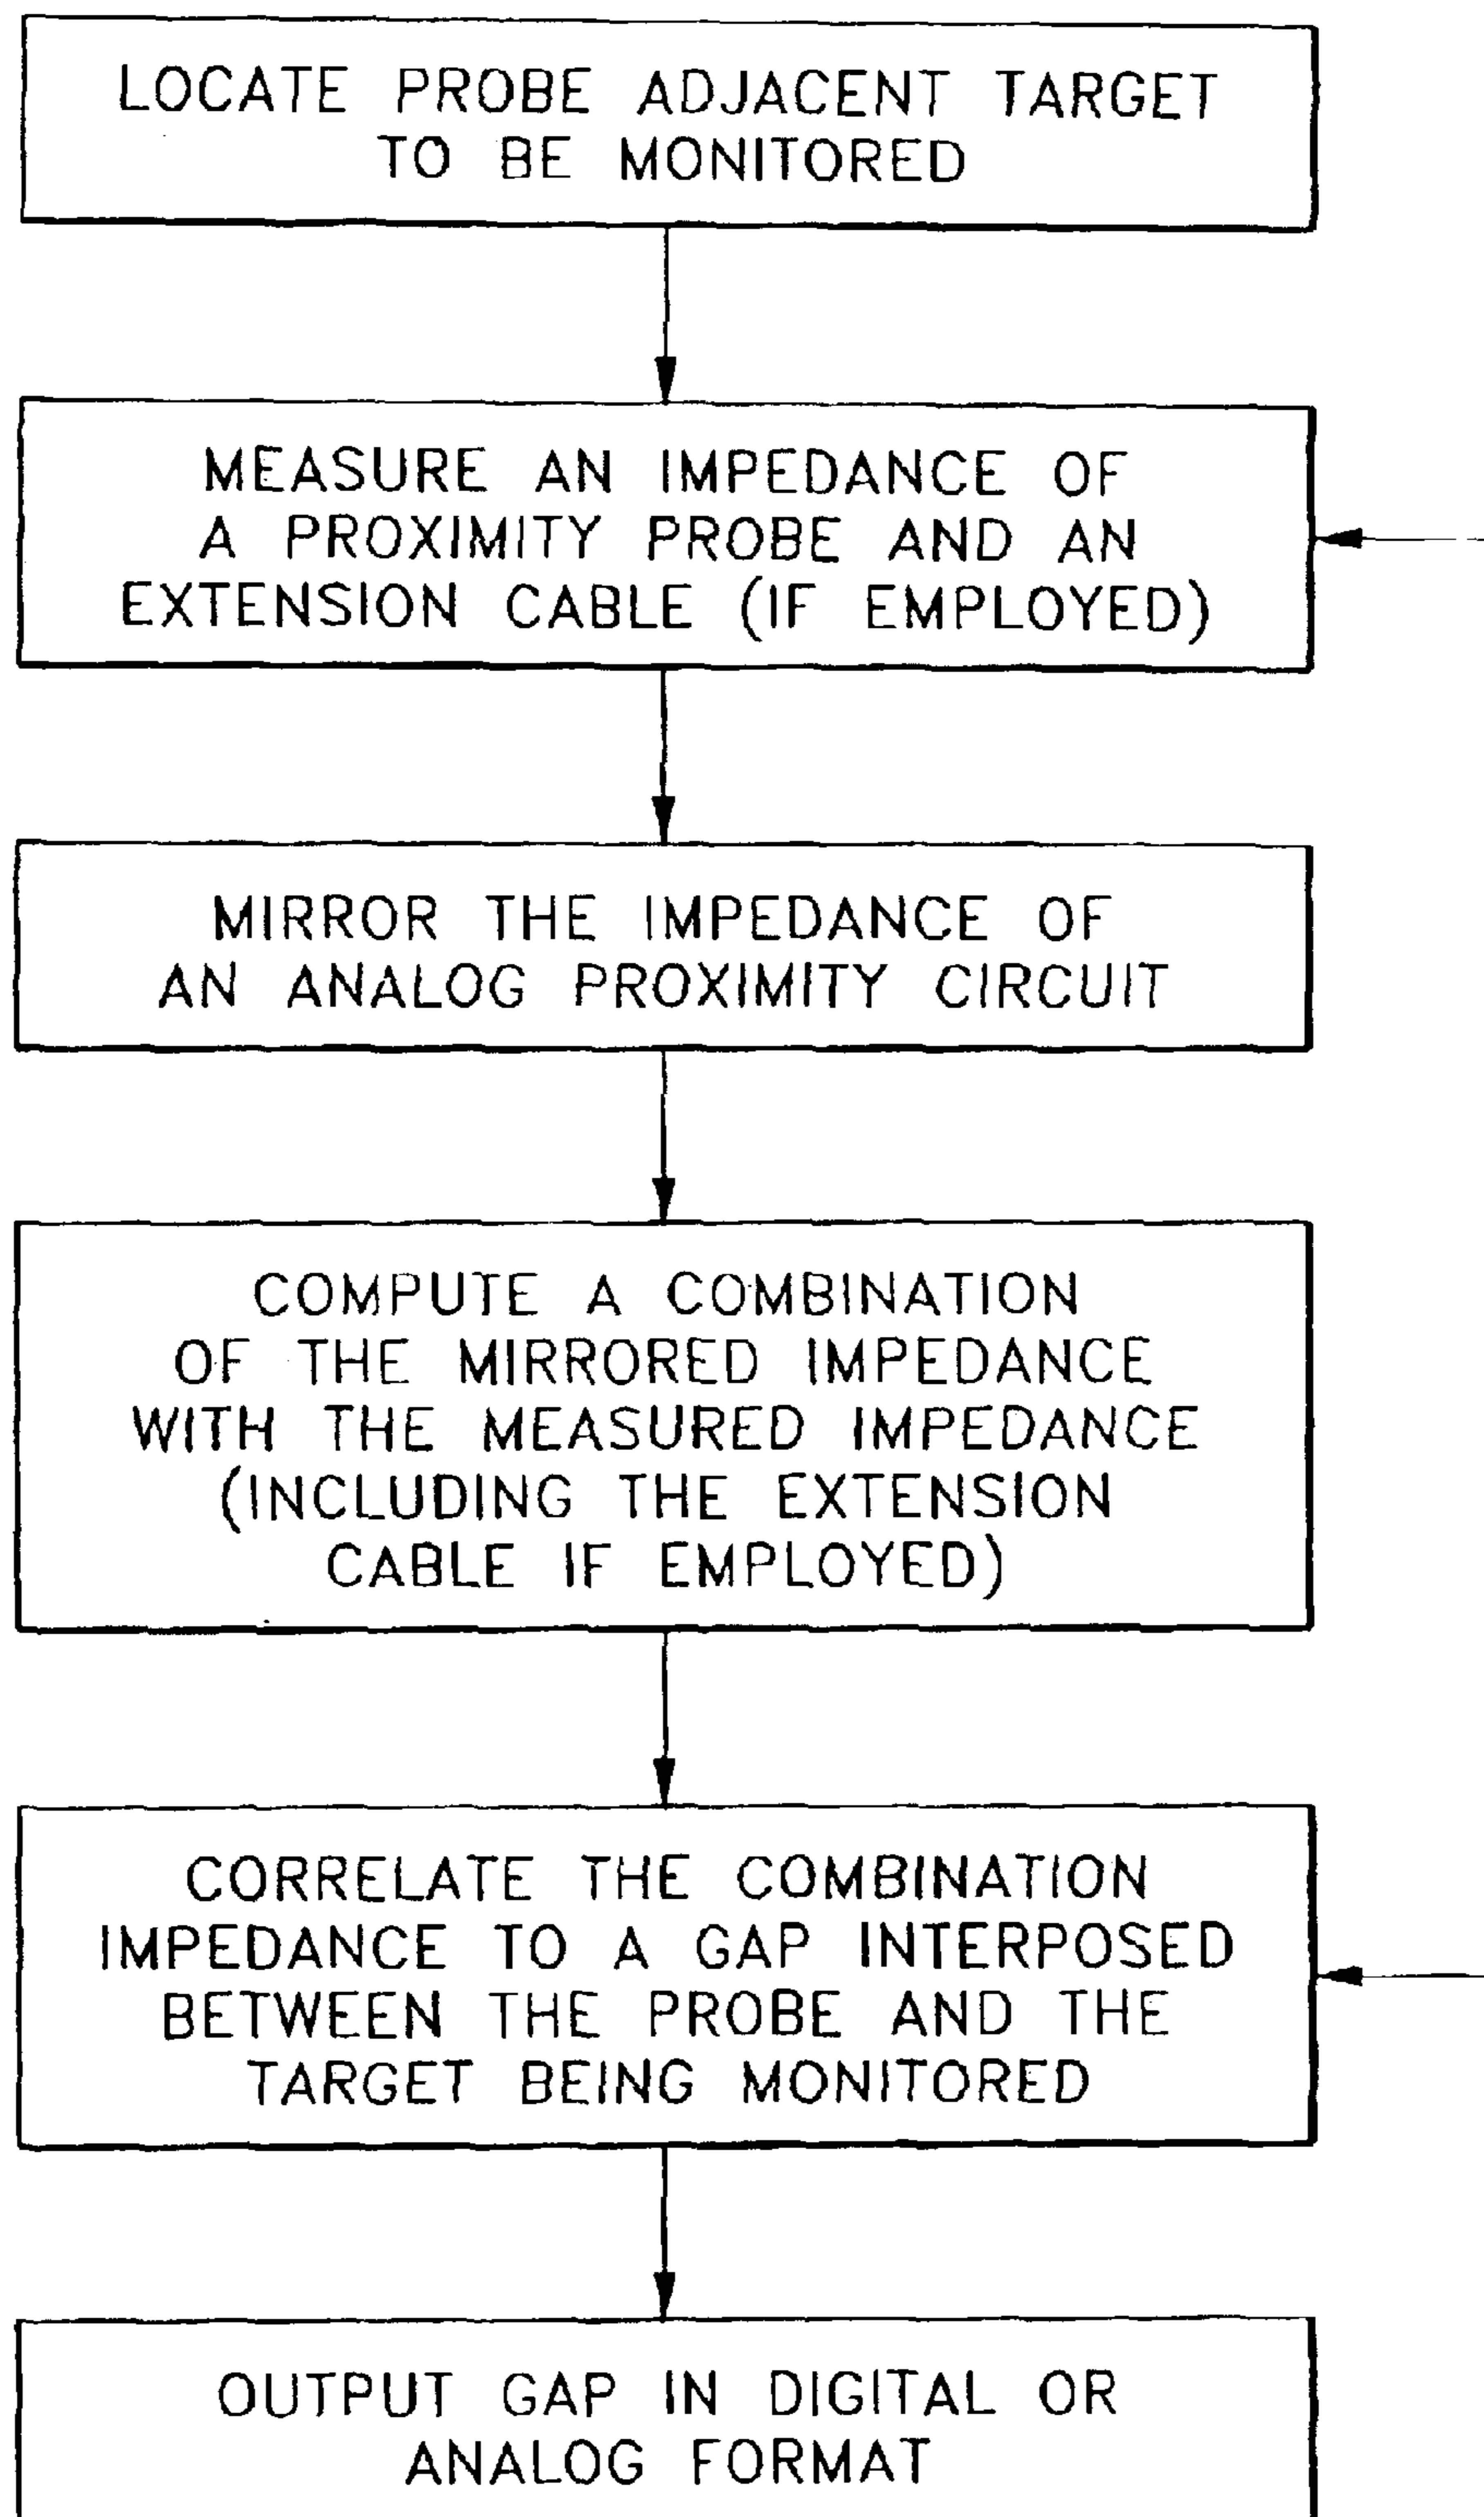 LOCATE PROBE ADJACENT TARGET
TO BE MONITORED
MEASURE AN IMPEDANCE OF
A PROXIMITY PROBE AND AN
EXTENSION CABLE (IF EMPLOYED)
MIRROR THE IMPEDANCE OF
AN ANALOG PROXIMITY CIRCUIT
COMPUTE A COMBINATION
OF THE MIRRORED IMPEDANCE
WITH THE MEASURED IMPEDANCE
(INCLUDING THE EXTENSION
CABLE IF EMPLOYED)
CORRELATE THE COMBINATION
IMPEDANCE TO A GAP INTERPOSED
BETWEEN THE PROBE AND THE
TARGET BEING MONITORED
OUTPUT GAP IN DIGITAL OR
ANALOG FORMAT